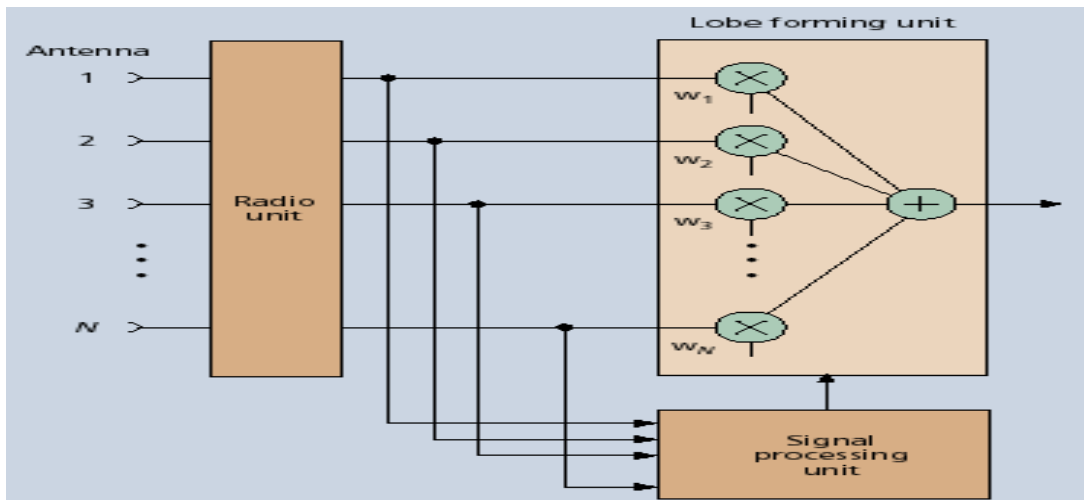 Lobe forming unit
Antenna
1
w1
2
w2
3
Radio
unit
w3
N
wN
Signal
processing
unit